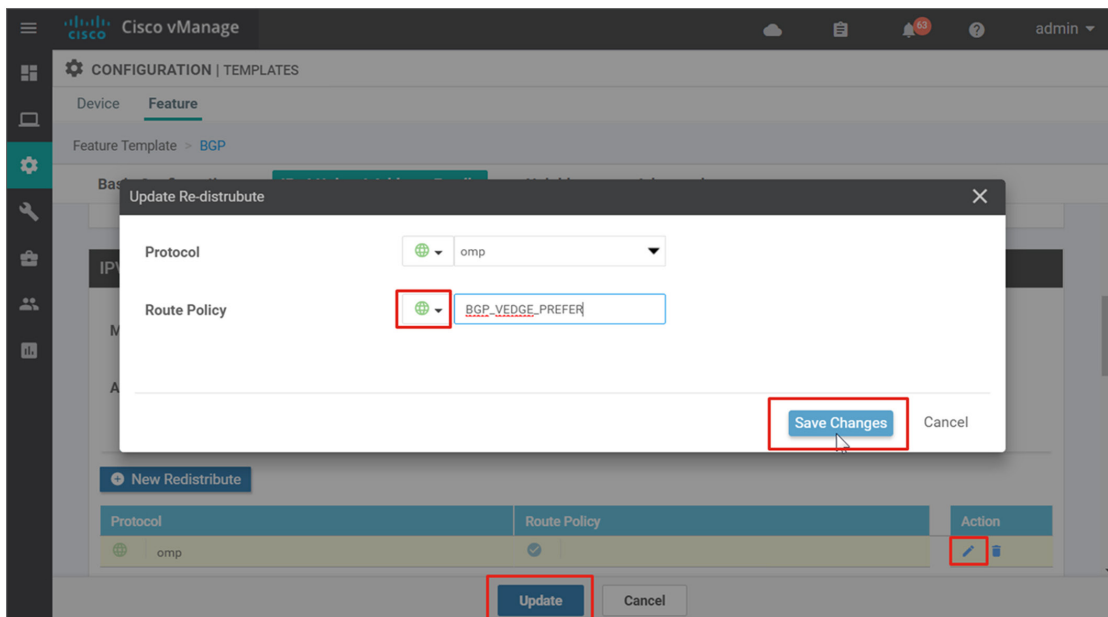 cisco Cisco vManage
63
admin
CONFIGURATION | TEMPLATES
Device Feature
Feature Template > BGP
Update Re-distrubute
Protocol
omp
Route Policy
BGP_VEDGE_PREFER
Save Changes Cancel
New Redistribute
Protocol Route Policy Action
omp
Update Cancel